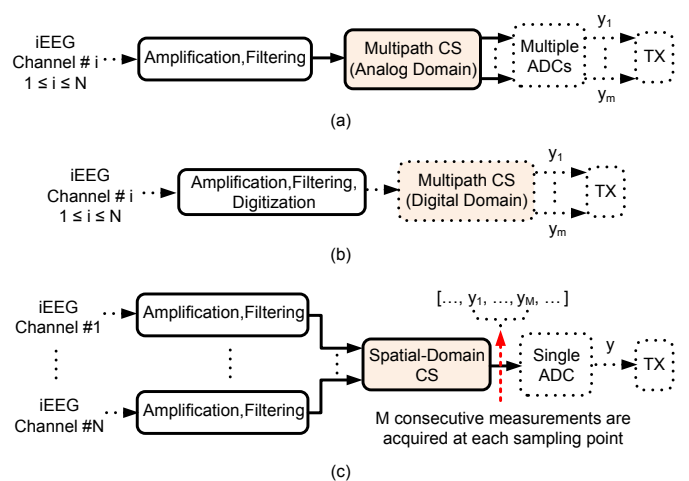 iEEG
Channel # i
1 ≤ i ≤ N
Amplification,Filtering
Multipath CS
(Analog Domain)
Multiple
ADCs
y1
ym
TX
(a)
iEEG
Channel # i
1 ≤ i ≤ N
Amplification,Filtering,
Digitization
Multipath CS
(Digital Domain)
y1
ym
TX
(b)
iEEG
Channel #1
Amplification,Filtering
iEEG
Channel #N
Amplification,Filtering
Spatial-Domain
CS
[..., y1, ..., yM, ... ]
Single
ADC
y
TX
M consecutive measurements are
acquired at each sampling point
(c)